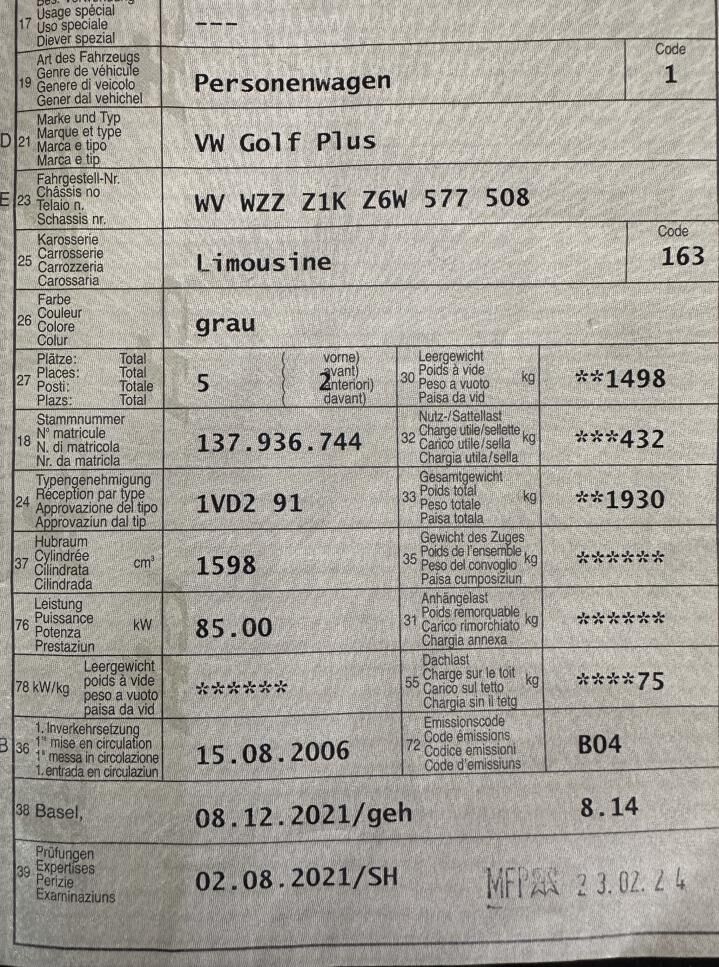 Bes. Verwendung
17 Usage spécial
Uso speciale
Diever spezial
---
19 Art des Fahrzeugs
Genre de véhicule
Genere di veicolo
Gener dal vehichel
Personenwagen
Code
1
D 21 Marke und Typ
Marque et type
Marca e tipo
Marca e tip
VW Golf Plus
E 23 Fahrgestell-Nr.
Châssis no
Telaio n.
Schassis nr.
WV WZZ Z1K Z6W 577 508
25 Karosserie
Carrosserie
Carrozzeria
Carossaria
Limousine
Code
163
26 Farbe
Couleur
Colore
Colur
grau
27 Plätze: Total
Places: Total
Posti: Totale
Plazs: Total
5
( vorne)
( avant)
( anteriori)
( davant)
2
30 Leergewicht
Poids à vide
Peso a vuoto
Paisa da vid
kg
**1498
18 Stammnummer
N° matricule
N. di matricola
Nr. da matricla
137.936.744
32 Nutz-/Sattellast
Charge utile/sellette
Carico utile/sella
Chargia utila/sella
kg
***432
24 Typengenehmigung
Réception par type
Approvazione del tipo
Approvaziun dal tip
1VD2 91
33 Gesamtgewicht
Poids total
Peso totale
Paisa totala
kg
**1930
37 Hubraum
Cylindrée
Cilindrata
Cilindrada
cm³
1598
35 Gewicht des Zuges
Poids de l'ensemble
Peso del convoglio
Paisa cumposiziun
kg
******
76 Leistung
Puissance
Potenza
Prestaziun
kW
85.00
31 Anhängelast
Poids remorquable
Carico rimorchiato
Chargia annexa
kg
******
78 kW/kg
Leergewicht
poids à vide
peso a vuoto
paisa da vid
******
55 Dachlast
Charge sur le toit
Carico sul tetto
Chargia sin il tetg
kg
****75
B 36 1. Inverkehrsetzung
1re mise en circulation
1a messa in circolazione
1. entrada en circulaziun
15.08.2006
72 Emissionscode
Code émissions
Codice emissioni
Code d'emissiuns
B04
38 Basel,
08.12.2021/geh
8.14
39 Prüfungen
Expertises
Perizie
Examinaziuns
02.08.2021/SH
23.02.24